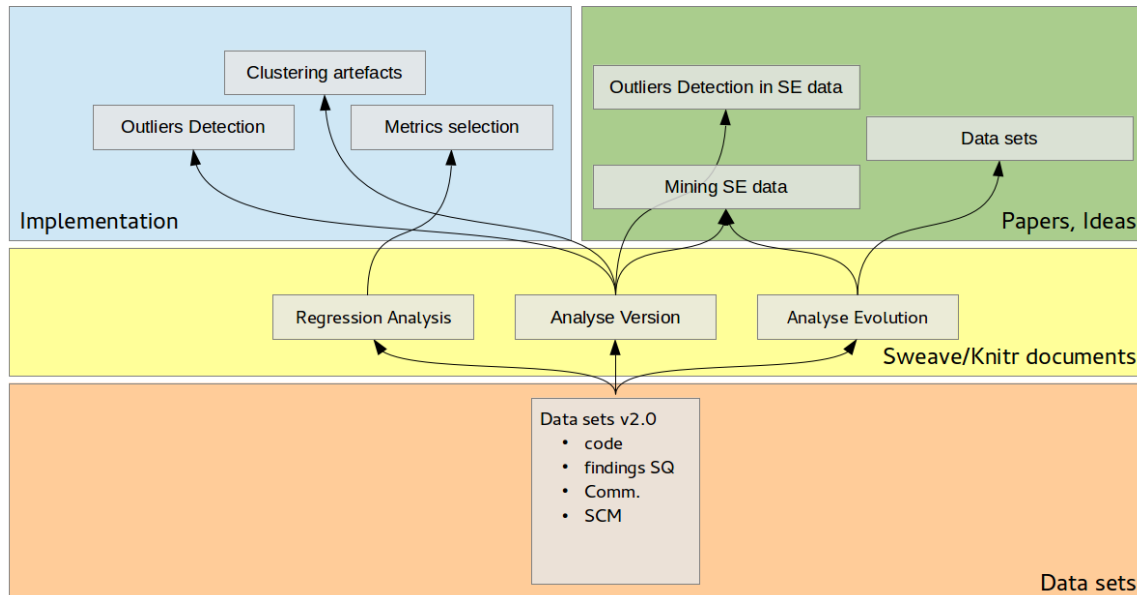 Clustering artefacts
Outliers Detection
Metrics selection
Implementation
Outliers Detection in SE data
Data sets
Mining SE data
Papers, Ideas
Regression Analysis
Analyse Version
Analyse Evolution
Sweave/Knitr documents
Data sets v2.0
• code
• findings SQ
• Comm.
• SCM
Data sets